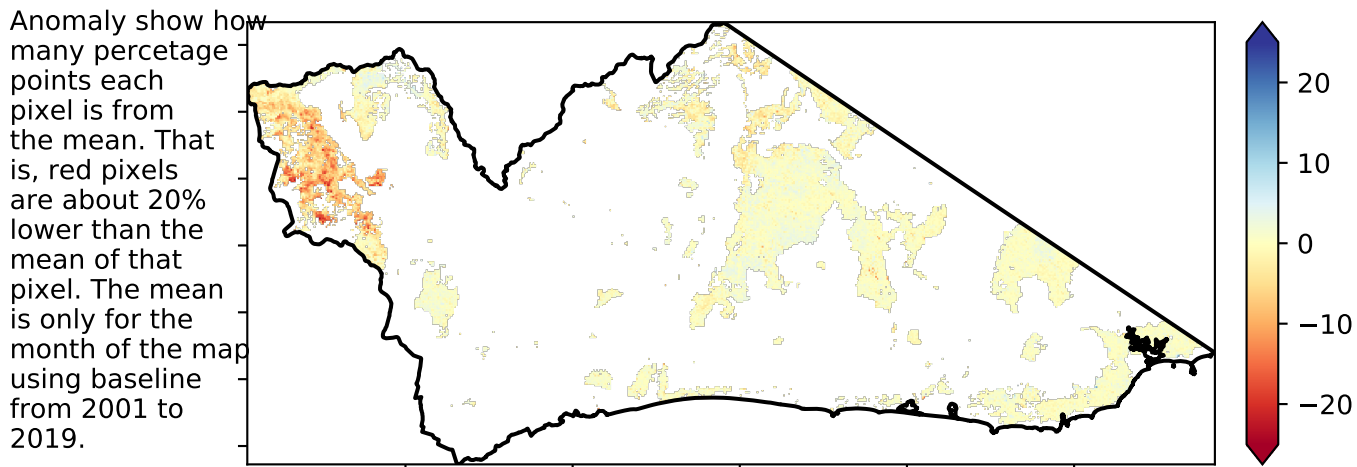 Anomaly show how
many percetage
points each
pixel is from
the mean. That
is, red pixels
are about 20%
lower than the
mean of that
pixel. The mean
is only for the
month of the map
using baseline
from 2001 to
2019.
20
10
0
−10
−20